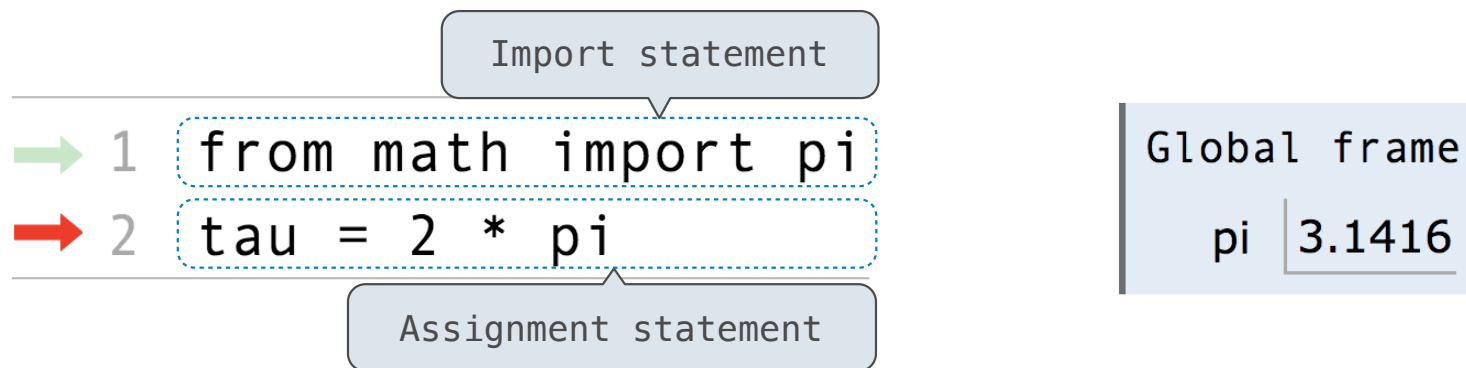 Import statement
1 from math import pi
2 tau = 2 * pi
Assignment statement
Global frame
pi 3.1416